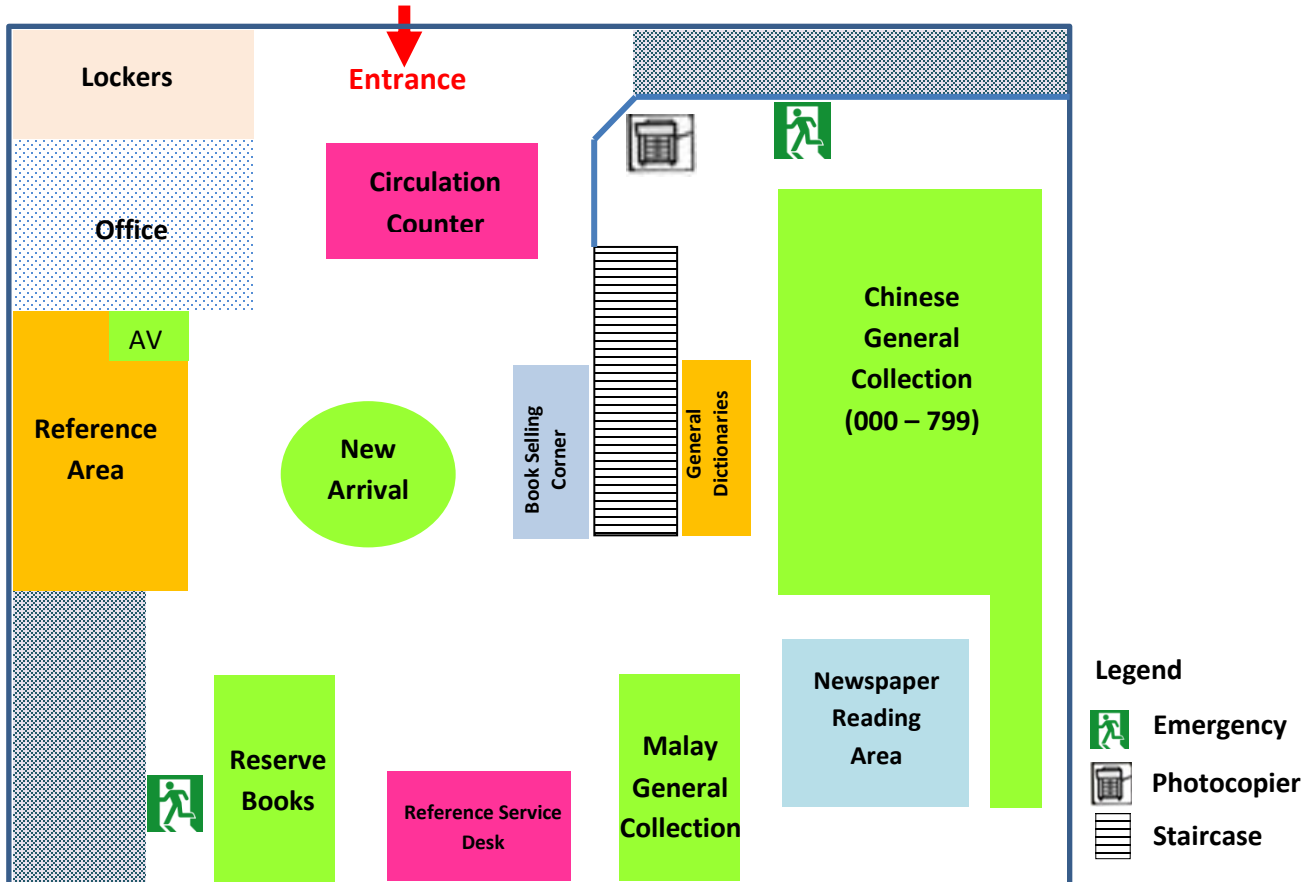 Lockers
Entrance
Circulation
Counter
Office
AV
Reference
Area
New
Arrival
Book Selling
Corner
General
Dictionaries
Chinese
General
Collection
(000 – 799)
Newspaper
Reading
Area
Reserve
Books
Reference Service
Desk
Malay
General
Collection
Legend
Emergency
Photocopier
Staircase